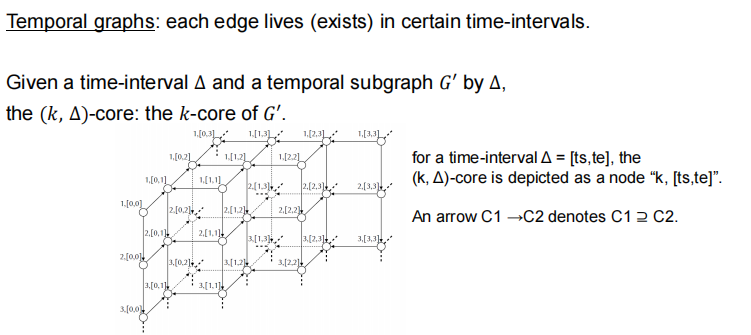 Temporal graphs: each edge lives (exists) in certain time-intervals.
Given a time-interval Δ and a temporal subgraph G′ by Δ,
the (k, Δ)-core: the k-core of G′.
1,[0,3] 1,[1,3] 1,[2,3] 1,[3,3]
1,[0,2] 1,[1,2] 1,[2,2]
1,[0,1] 1,[1,1] 2,[1,3] 2,[2,3] 2,[3,3]
1,[0,0] 2,[0,2] 2,[1,2] 2,[2,2]
2,[0,1] 2,[1,1] 3,[1,3] 3,[2,3] 3,[3,3]
2,[0,0] 3,[0,2] 3,[1,2] 3,[2,2]
3,[0,1] 3,[1,1]
3,[0,0]
for a time-interval Δ = [ts,te], the
(k, Δ)-core is depicted as a node “k, [ts,te]”.
An arrow C1 →C2 denotes C1 ⊇ C2.